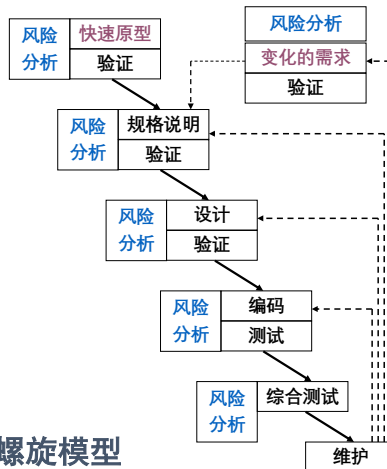 风险
分析
快速原型
验证
风险分析
变化的需求
验证
风险
分析
规格说明
验证
风险
分析
设计
验证
风险
分析
编码
测试
风险
分析
综合测试
维护
螺旋模型